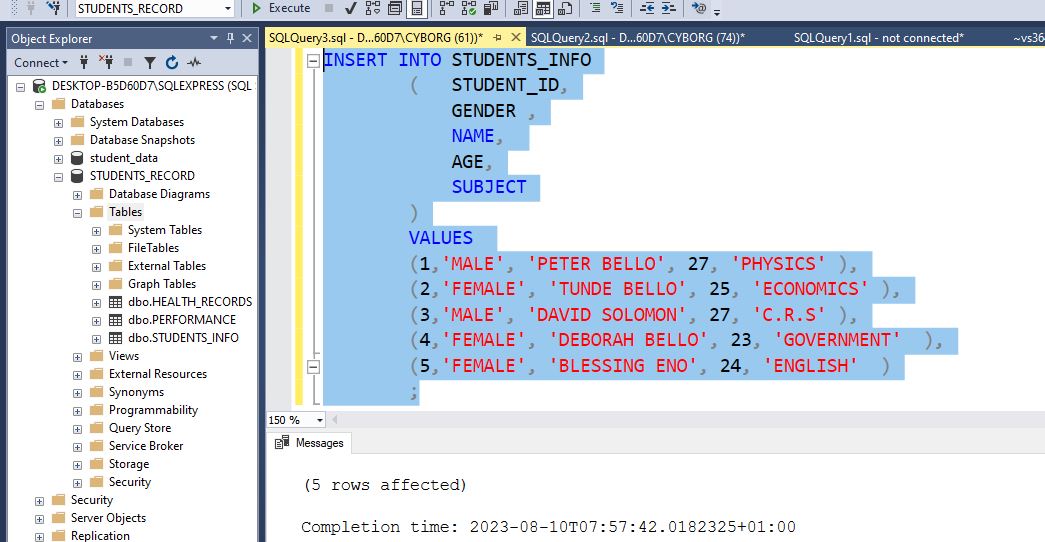 STUDENTS_RECORD
Execute
Object Explorer
Connect
DESKTOP-B5D60D7\SQLEXPRESS (SQL S
Databases
System Databases
Database Snapshots
student_data
STUDENTS_RECORD
Database Diagrams
Tables
System Tables
FileTables
External Tables
Graph Tables
dbo.HEALTH_RECORDS
dbo.PERFORMANCE
dbo.STUDENTS_INFO
Views
External Resources
Synonyms
Programmability
Query Store
Service Broker
Storage
Security
Security
Server Objects
Replication
SQLQuery3.sql - D...60D7\CYBORG (61))*
SQLQuery2.sql - D...60D7\CYBORG (74))*
SQLQuery1.sql - not connected*
INSERT INTO STUDENTS_INFO
( STUDENT_ID,
GENDER ,
NAME,
AGE,
SUBJECT
)
VALUES
(1,'MALE', 'PETER BELLO', 27, 'PHYSICS' ),
(2,'FEMALE', 'TUNDE BELLO', 25, 'ECONOMICS' ),
(3,'MALE', 'DAVID SOLOMON', 27, 'C.R.S' ),
(4,'FEMALE', 'DEBORAH BELLO', 23, 'GOVERNMENT' ),
(5,'FEMALE', 'BLESSING ENO', 24, 'ENGLISH' )
;
150 %
Messages
(5 rows affected)
Completion time: 2023-08-10T07:57:42.0182325+01:00